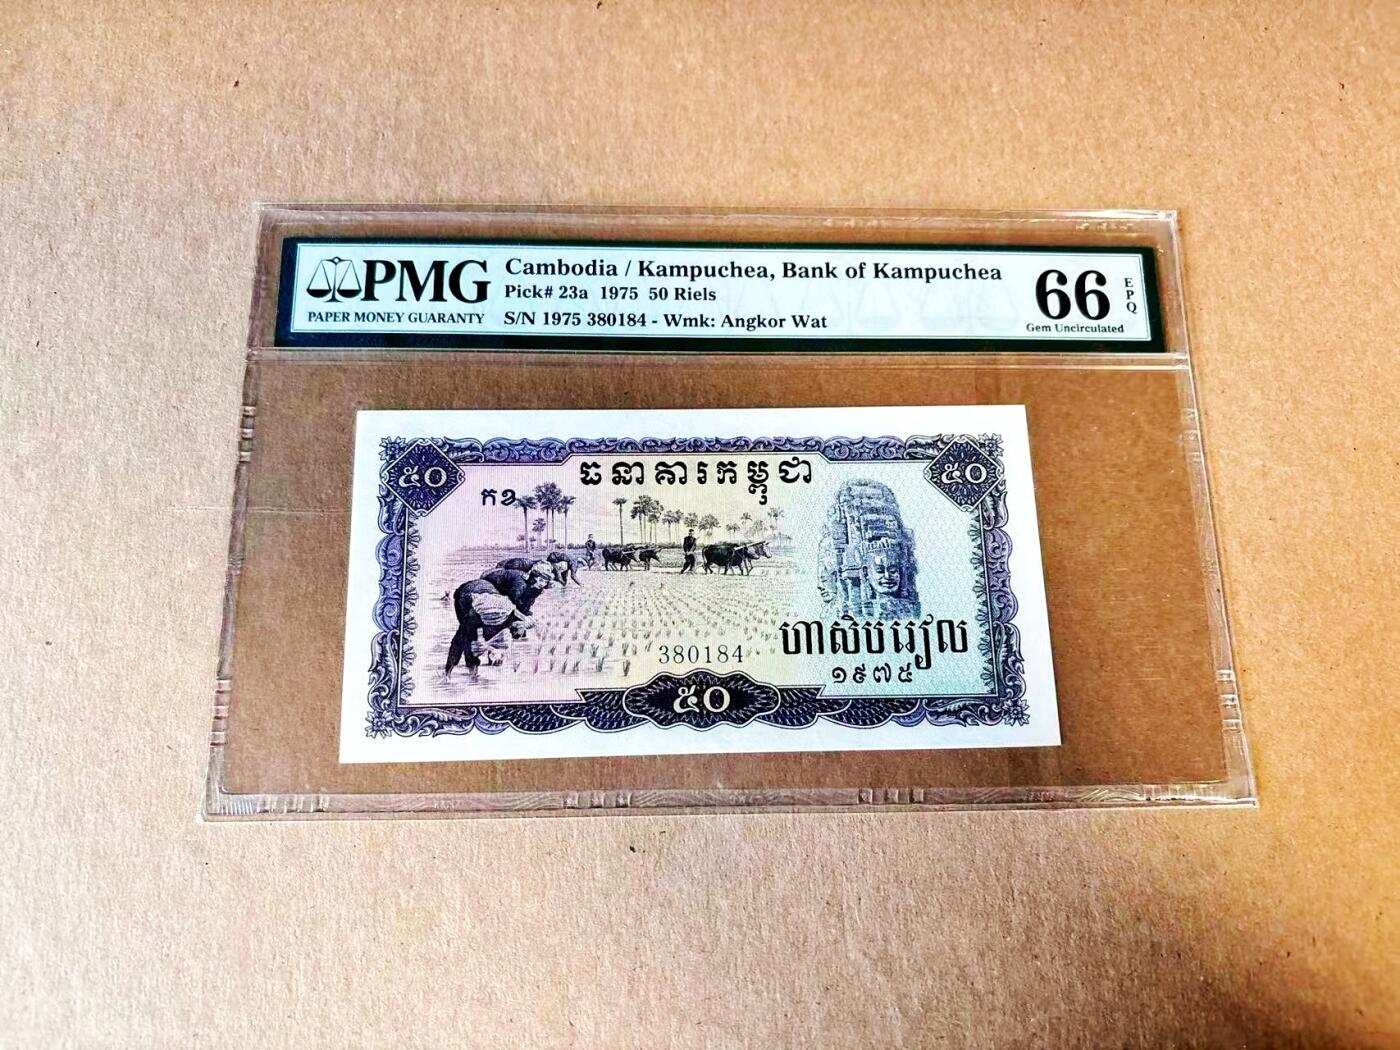 PMG
PAPER MONEY GUARANTY
Cambodia / Kampuchea, Bank of Kampuchea
Pick# 23a 1975 50 Riels
S/N 1975 380184 - Wmk: Angkor Wat
66
EPQ
Gem Uncirculated
៥០
ធនាគារកម្ពុជា
៥០
កខ
ហាសិបរៀល
១៩៧៥
380184
៥០